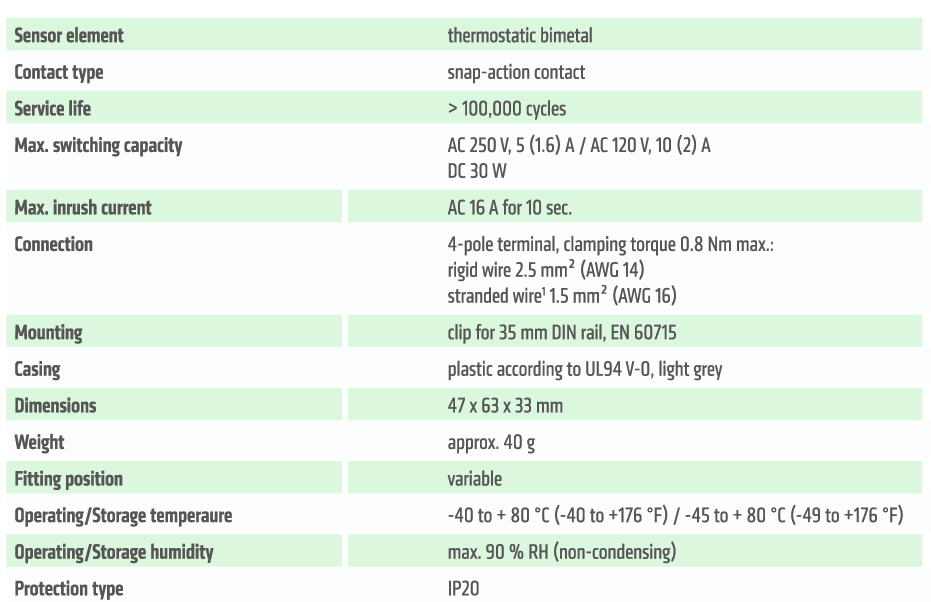 Sensor element thermostatic bimetal
Contact type snap-action contact
Service life > 100,000 cycles
Max. switching capacity AC 250 V, 5 (1.6) A / AC 120 V, 10 (2) A
DC 30 W
Max. inrush current AC 16 A for 10 sec.
Connection 4-pole terminal, clamping torque 0.8 Nm max.:
rigid wire 2.5 mm² (AWG 14)
stranded wire¹ 1.5 mm² (AWG 16)
Mounting clip for 35 mm DIN rail, EN 60715
Casing plastic according to UL94 V-0, light grey
Dimensions 47 x 63 x 33 mm
Weight approx. 40 g
Fitting position variable
Operating/Storage temperaure -40 to + 80 °C (-40 to +176 °F) / -45 to + 80 °C (-49 to +176 °F)
Operating/Storage humidity max. 90 % RH (non-condensing)
Protection type IP20